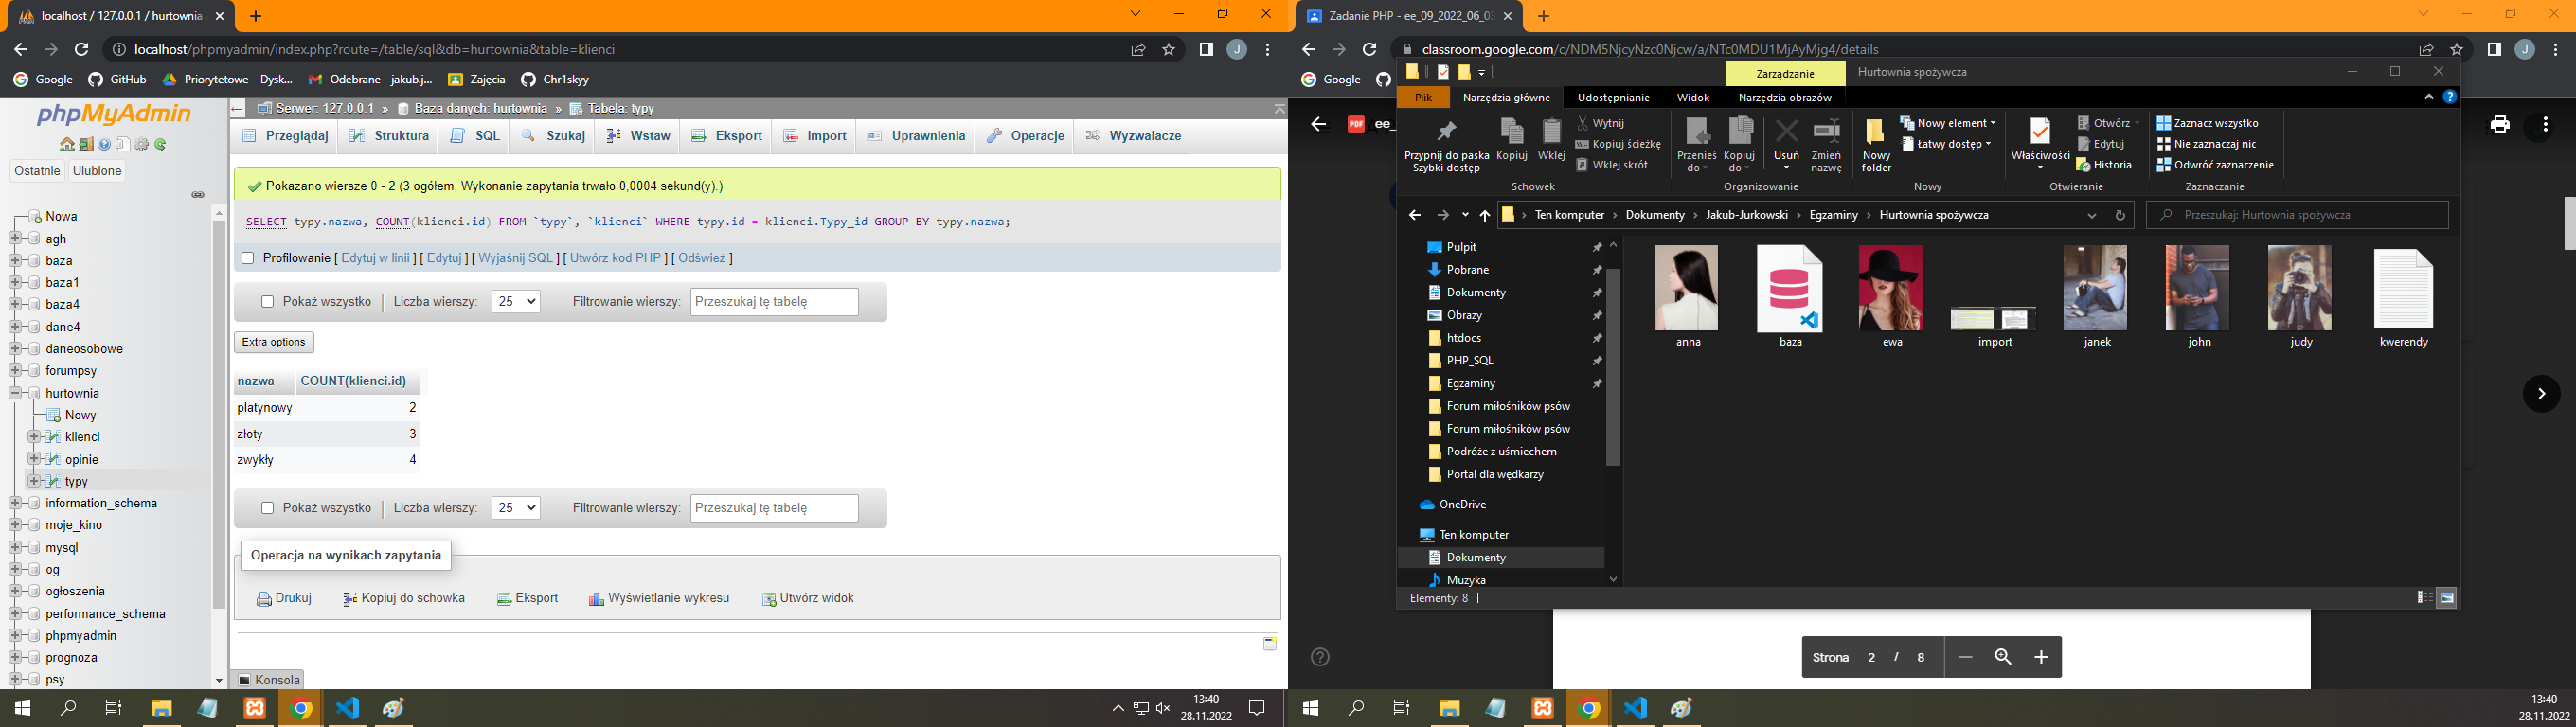 localhost / 127.0.0.1 / hurtownia
localhost/phpmyadmin/index.php?route=/table/sql&db=hurtownia&table=klienci
J
Google
GitHub
Priorytetowe – Dysk...
Odebrane - jakub.j...
Zajęcia
Chr1skyy
phpMyAdmin
Ostatnie
Ulubione
Nowa
agh
baza
baza1
baza4
dane4
daneosobowe
forumpsy
hurtownia
Nowy
klienci
opinie
typy
information_schema
moje_kino
mysql
og
ogłoszenia
performance_schema
phpmyadmin
prognoza
psy
Serwer: 127.0.0.1 » Baza danych: hurtownia » Tabela: typy
Przeglądaj
Struktura
SQL
Szukaj
Wstaw
Eksport
Import
Uprawnienia
Operacje
Wyzwalacze
Pokazano wiersze 0 - 2 (3 ogółem, Wykonanie zapytania trwało 0,0004 sekund(y).)
SELECT typy.nazwa, COUNT(klienci.id) FROM `typy`, `klienci` WHERE typy.id = klienci.Typy_id GROUP BY typy.nazwa;
Profilowanie [ Edytuj w linii ] [ Edytuj ] [ Wyjaśnij SQL ] [ Utwórz kod PHP ] [ Odśwież ]
Pokaż wszystko
Liczba wierszy:
25
Filtrowanie wierszy:
Przeszukaj tę tabelę
Extra options
nazwa COUNT(klienci.id)
platynowy 2
złoty 3
zwykły 4
Pokaż wszystko
Liczba wierszy:
25
Filtrowanie wierszy:
Przeszukaj tę tabelę
Operacja na wynikach zapytania
Drukuj
Kopiuj do schowka
Eksport
Wyświetlanie wykresu
Utwórz widok
Konsola
13:40
28.11.2022
Zadanie PHP - ee_09_2022_06_03
classroom.google.com/c/NDM5NjcyNzc0Njcw/a/NTc0MDU1MjAyMjg4/details
J
Google
PDF
ee_
Zarządzanie
Hurtownia spożywcza
Plik
Narzędzia główne
Udostępnianie
Widok
Narzędzia obrazów
Przypnij do paska
Szybki dostęp
Kopiuj
Wklej
Wytnij
Kopiuj ścieżkę
Wklej skrót
Schowek
Przenieś
do
Kopiuj
do
Usuń
Zmień
nazwę
Organizowanie
Nowy
folder
Nowy element
Łatwy dostęp
Nowy
Właściwości
Otwórz
Edytuj
Historia
Otwieranie
Zaznacz wszystko
Nie zaznaczaj nic
Odwróć zaznaczenie
Zaznaczanie
Ten komputer
Dokumenty
Jakub-Jurkowski
Egzaminy
Hurtownia spożywcza
Przeszukaj: Hurtownia spożywcza
Pulpit
Pobrane
Dokumenty
Obrazy
htdocs
PHP_SQL
Egzaminy
Forum miłośników psów
Forum miłośników psów
Podróże z uśmiechem
Portal dla wędkarzy
OneDrive
Ten komputer
Dokumenty
Muzyka
anna
baza
ewa
import
janek
john
judy
kwerendy
Elementy: 8
Strona 2 / 8
13:40
28.11.2022